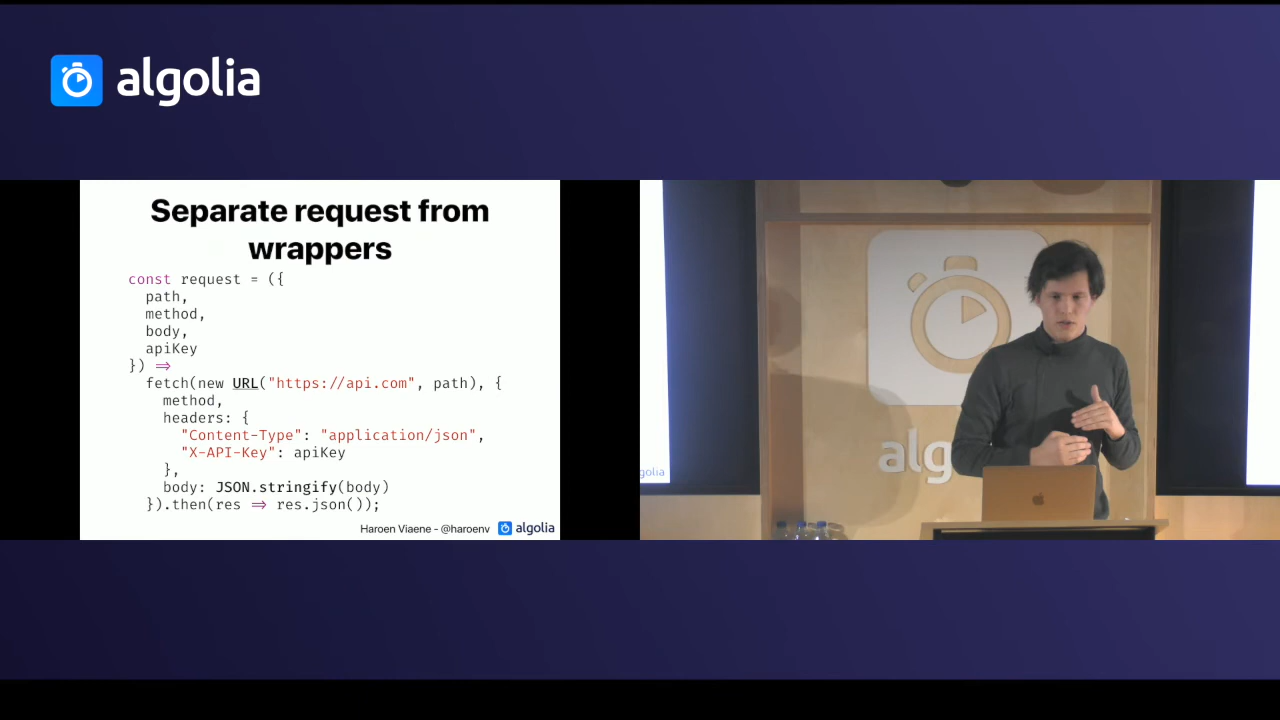 algolia
Separate request from
wrappers
const request = ({
  path,
  method,
  body,
  apiKey
}) =>
  fetch(new URL("https://api.com", path), {
    method,
    headers: {
      "Content-Type": "application/json",
      "X-API-Key": apiKey
    },
    body: JSON.stringify(body)
  }).then(res => res.json());
Haroen Viaene - @haroenv algolia
alg
golia